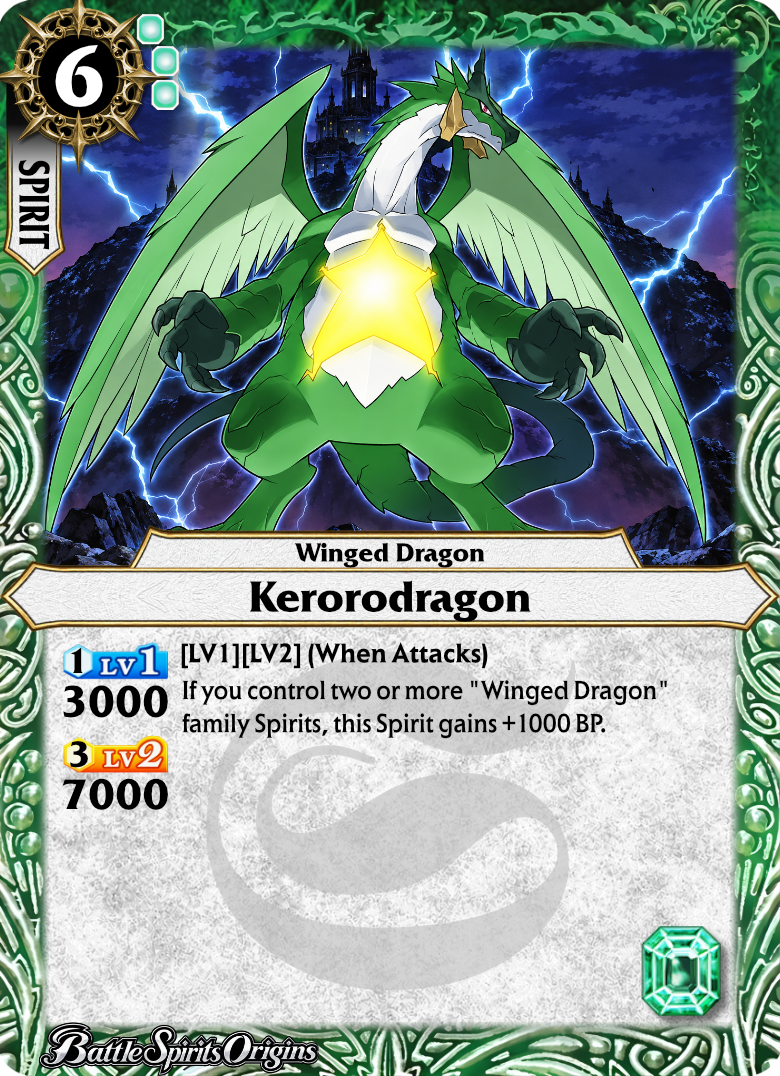 6
SPIRIT
Winged Dragon
Kerorodragon
1 LV1
3000
3 LV2
7000
[LV1][LV2] (When Attacks)
If you control two or more "Winged Dragon"
family Spirits, this Spirit gains +1000 BP.
Battle Spirits Origins